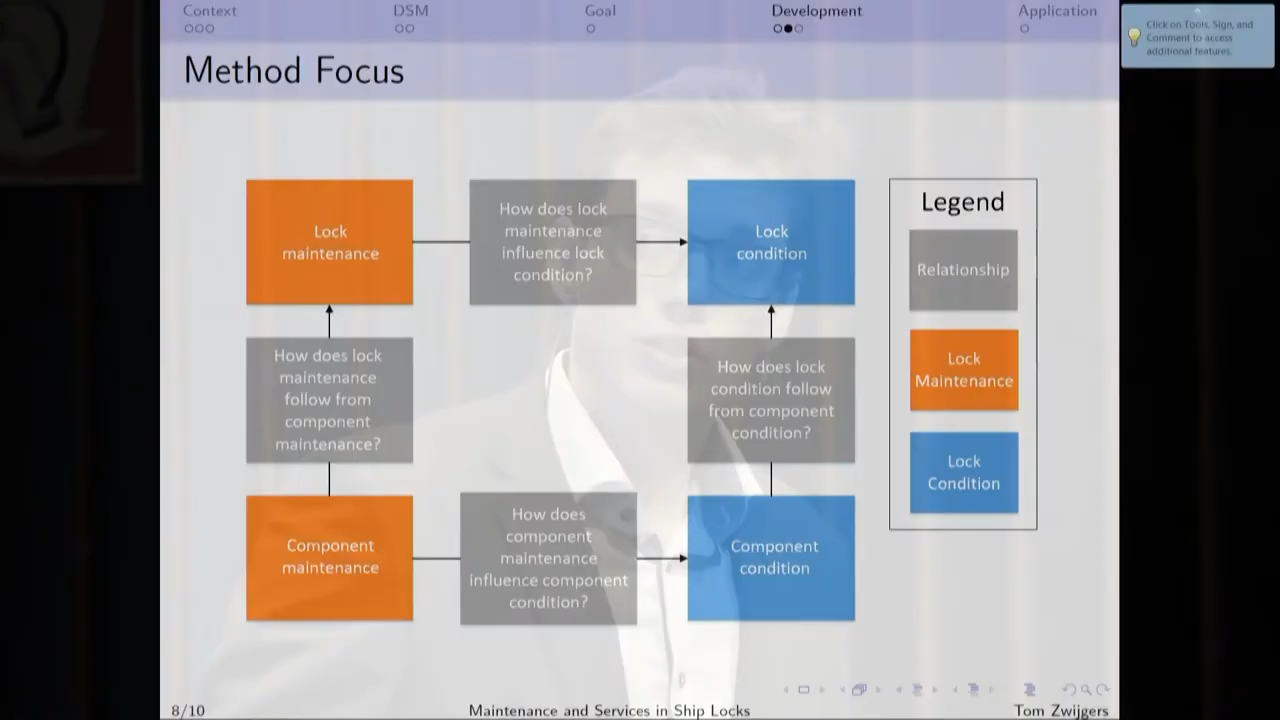 Context
DSM
Goal
Development
Application
Click on Tools, Sign, and
Comment to access
additional features.
Method Focus
Lock
maintenance
How does lock
maintenance
influence lock
condition?
Lock
condition
Legend
Relationship
Lock
Maintenance
Lock
Condition
How does lock
maintenance
follow from
component
maintenance?
How does lock
condition follow
from component
condition?
Component
maintenance
How does
component
maintenance
influence component
condition?
Component
condition
8/10
Maintenance and Services in Ship Locks
Tom Zwijgers